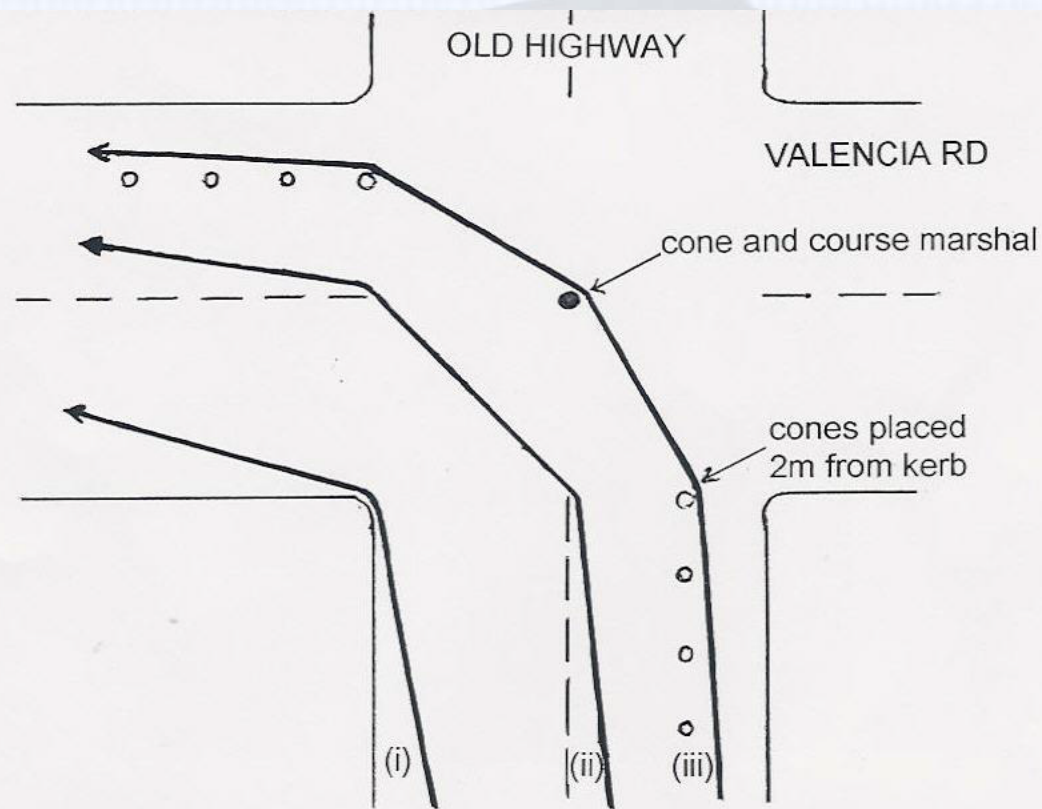 OLD HIGHWAY
VALENCIA RD
cone and course marshal
cones placed
2m from kerb
(i)
(ii)
(iii)